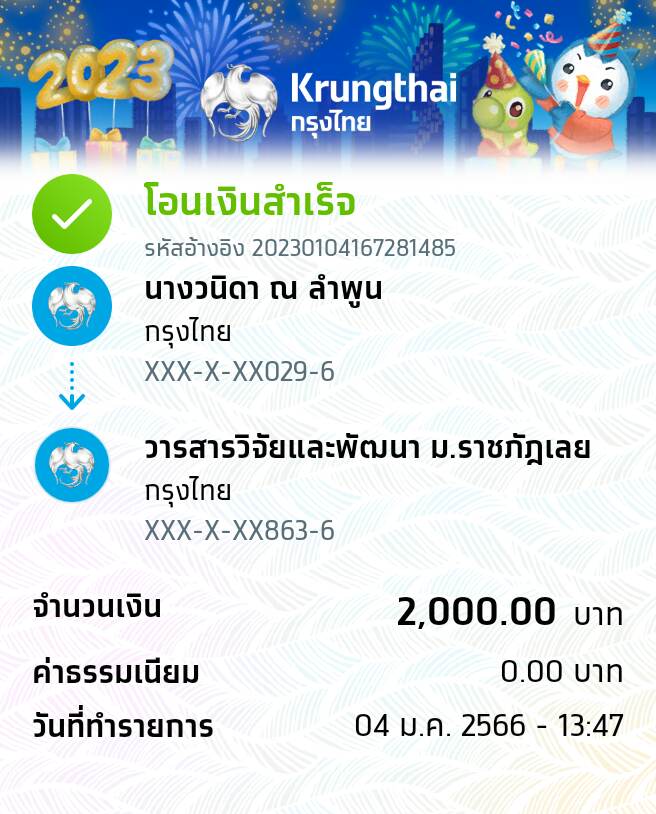 2023
Krungthai
กรุงไทย
โอนเงินสำเร็จ
รหัสอ้างอิง 20230104167281485
นางวนิดา ณ ลำพูน
กรุงไทย
XXX-X-XX029-6
วารสารวิจัยและพัฒนา ม.ราชภัฏเลย
กรุงไทย
XXX-X-XX863-6
จำนวนเงิน 2,000.00 บาท
ค่าธรรมเนียม 0.00 บาท
วันที่ทำรายการ 04 ม.ค. 2566 - 13:47